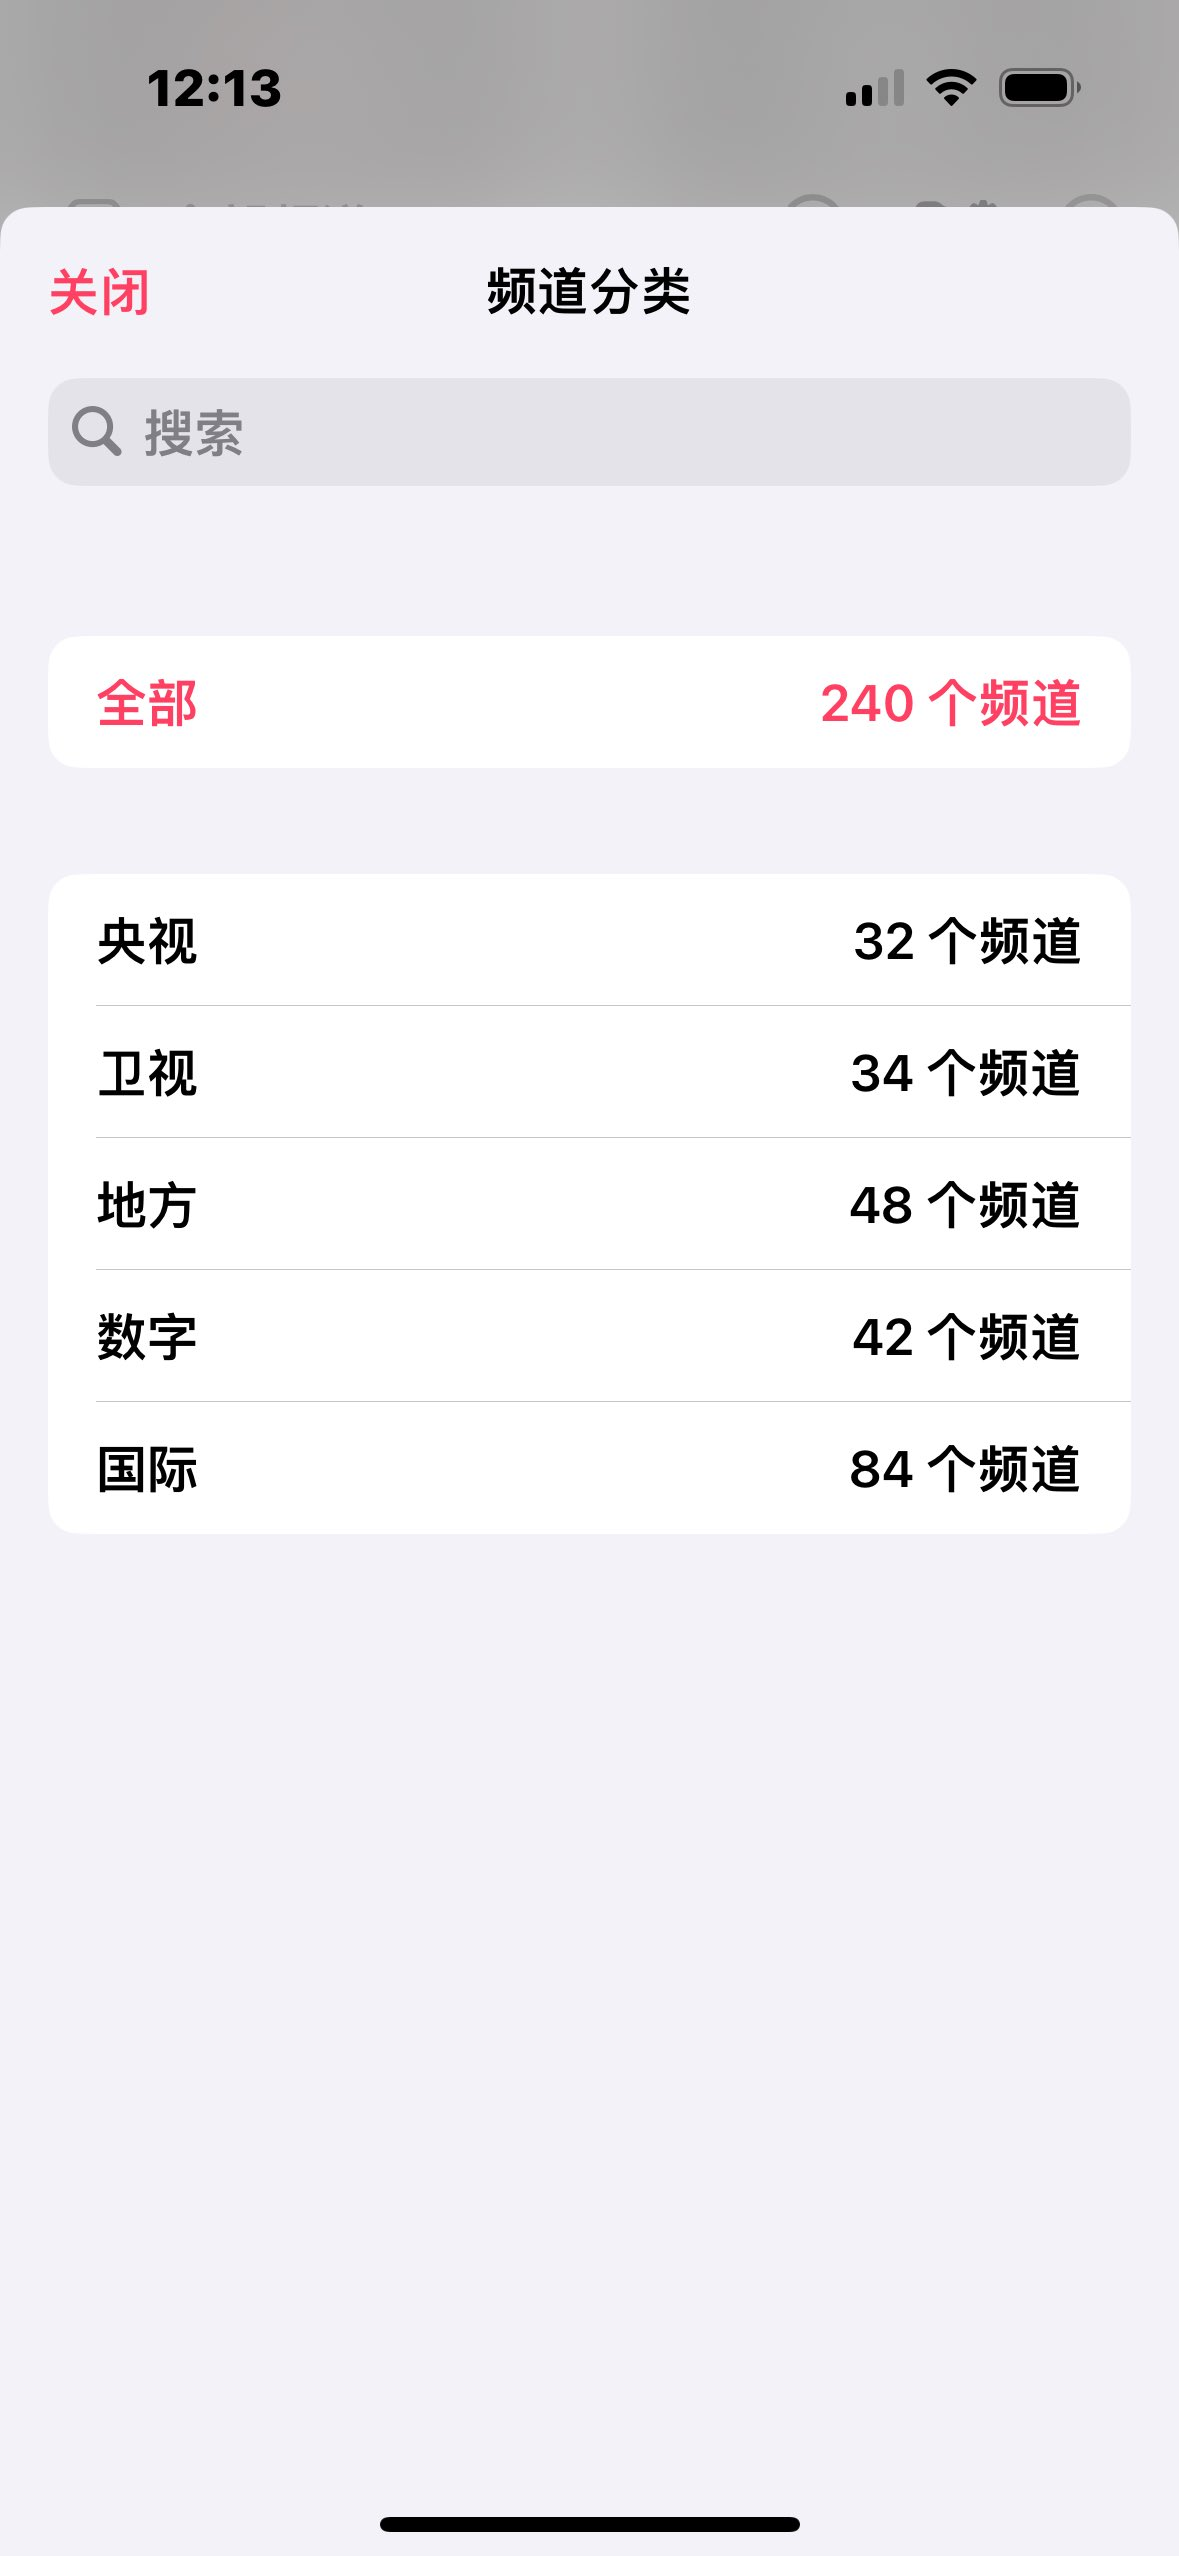 12:13
关闭 频道分类
搜索
全部 240 个频道
央视 32 个频道
卫视 34 个频道
地方 48 个频道
数字 42 个频道
国际 84 个频道